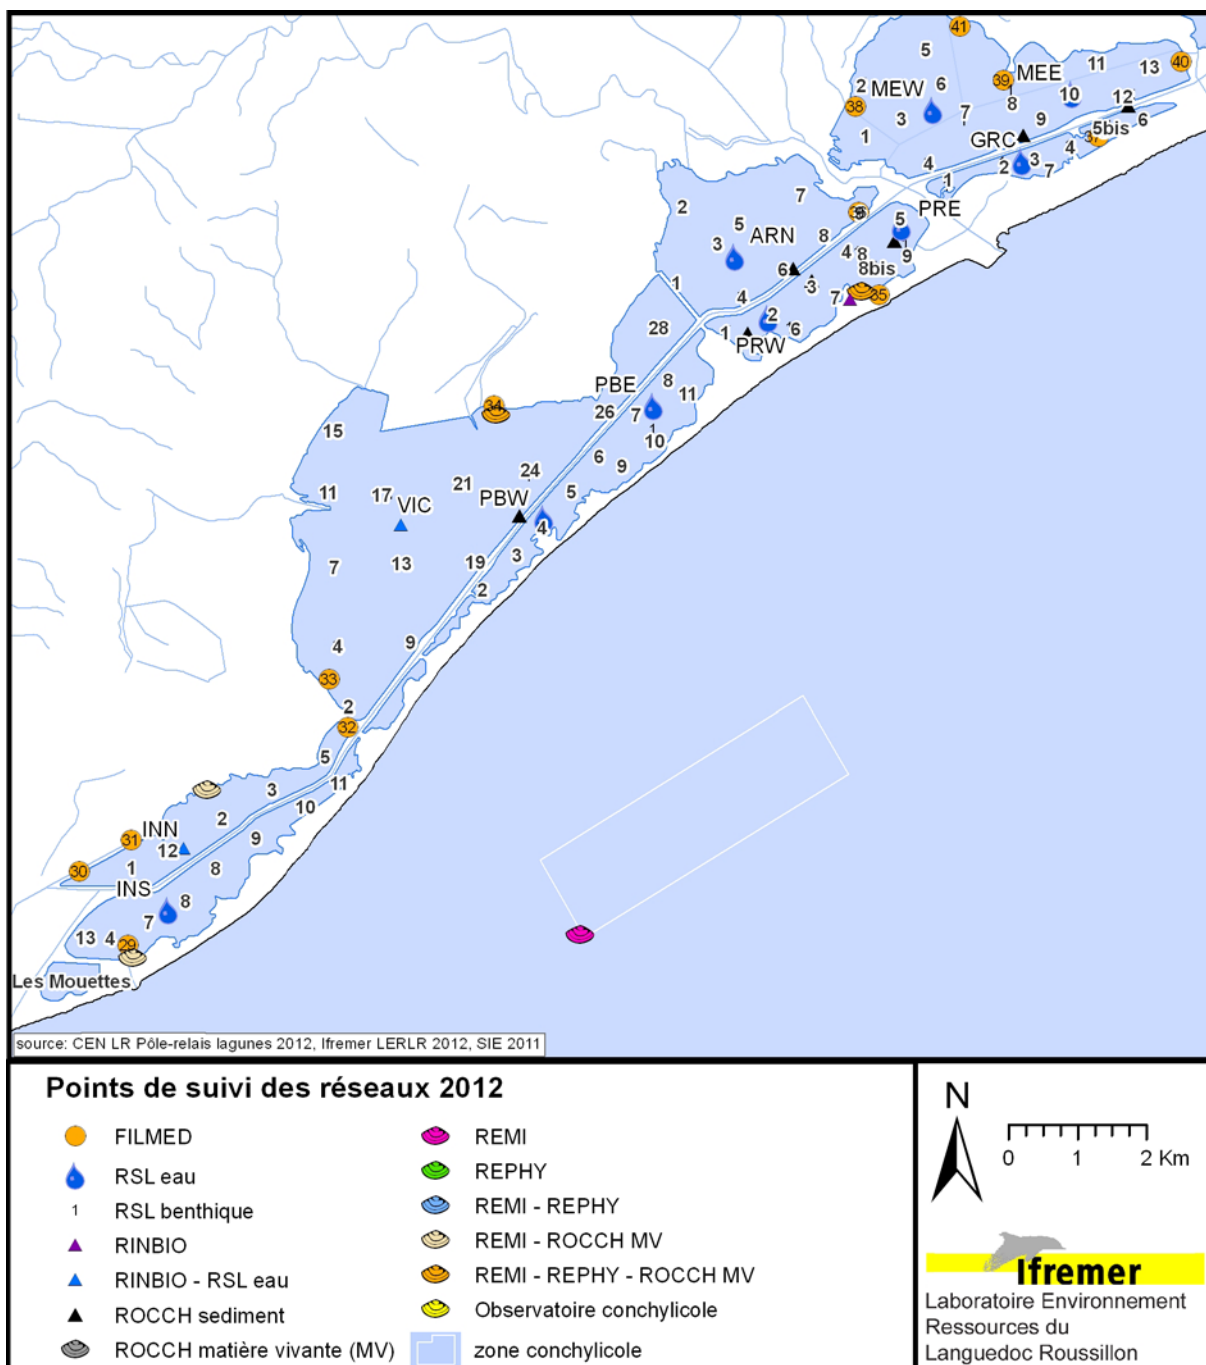 41
5
MEE
11
13
40
39
2
MEW
6
10
8
12
38
7
3
9
6
5bis
37
1
GRC
4
4
2
3
7
1
7
2
PRE
5
5
ARN
8
3
4
8
9
8bis
6
3
1
4
7
35
2
28
1
6
PRW
PBE
8
11
34
26
7
15
10
6
24
9
21
11
17
5
VIC
PBW
4
19
3
7
13
2
4
9
33
2
32
5
11
3
10
2
31
INN
9
12
30
1
8
INS
8
7
13
4
29
Les Mouettes
source: CEN LR Pôle-relais lagunes 2012, Ifremer LERLR 2012, SIE 2011
Points de suivi des réseaux 2012
FILMED
RSL eau
1 RSL benthique
RINBIO
RINBIO - RSL eau
ROCCH sediment
ROCCH matière vivante (MV)
REMI
REPHY
REMI - REPHY
REMI - ROCCH MV
REMI - REPHY - ROCCH MV
Observatoire conchylicole
zone conchylicole
N
0 1 2 Km
Ifremer
Laboratoire Environnement
Ressources du
Languedoc Roussillon